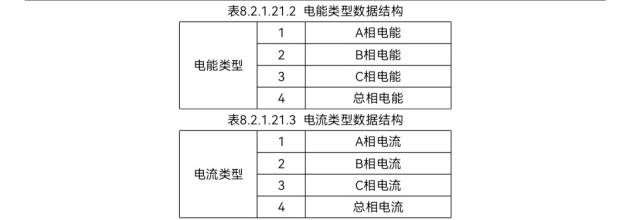 表8.2.1.21.2 电能类型数据结构
电能类型
1 A相电能
2 B相电能
3 C相电能
4 总相电能
表8.2.1.21.3 电流类型数据结构
电流类型
1 A相电流
2 B相电流
3 C相电流
4 总相电流